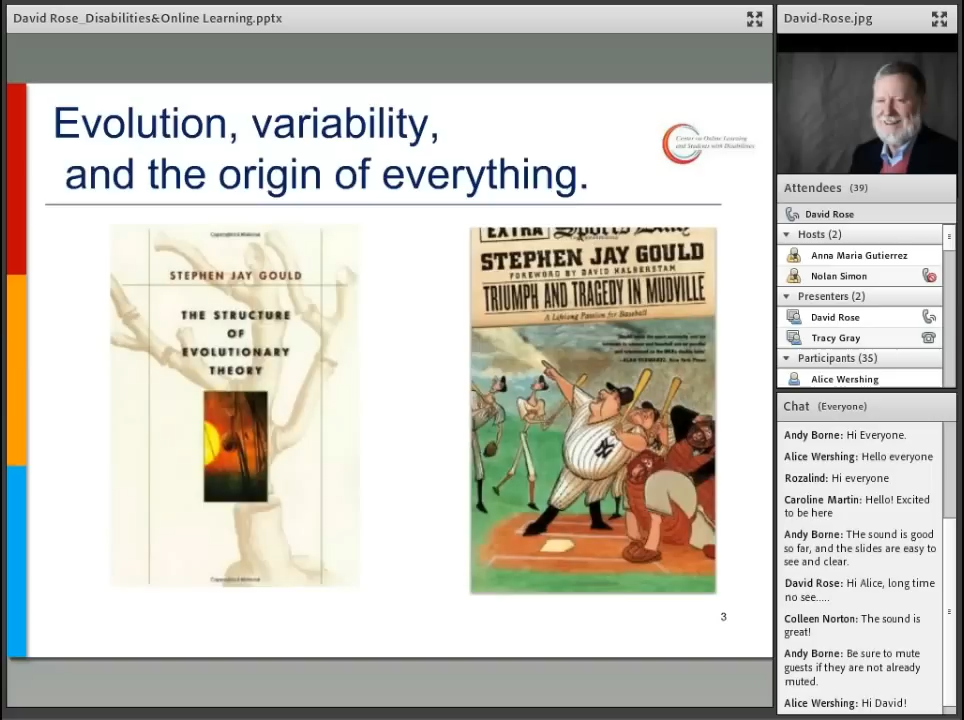 David Rose_Disabilities&Online Learning.pptx
Evolution, variability,
and the origin of everything.
Center on Online Learning
and Students with Disabilities
Copyrighted Material
STEPHEN JAY GOULD
THE STRUCTURE
OF
EVOLUTIONARY
THEORY
Copyrighted Material
EXTRA
STEPHEN JAY GOULD
FOREWORD BY DAVID HALBERSTAM
TRIUMPH AND TRAGEDY IN MUDVILLE
A Lifelong Passion for Baseball
3
David-Rose.jpg
Attendees (39)
David Rose
Hosts (2)
Anna Maria Gutierrez
Nolan Simon
Presenters (2)
David Rose
Tracy Gray
Participants (35)
Alice Wershing
Chat (Everyone)
Andy Borne: Hi Everyone.
Alice Wershing: Hello everyone
Rozalind: Hi everyone
Caroline Martin: Hello! Excited
to be here
Andy Borne: THe sound is good
so far, and the slides are easy to
see and clear.
David Rose: Hi Alice, long time
no see.....
Colleen Norton: The sound is
great!
Andy Borne: Be sure to mute
guests if they are not already
muted.
Alice Wershing: Hi David!